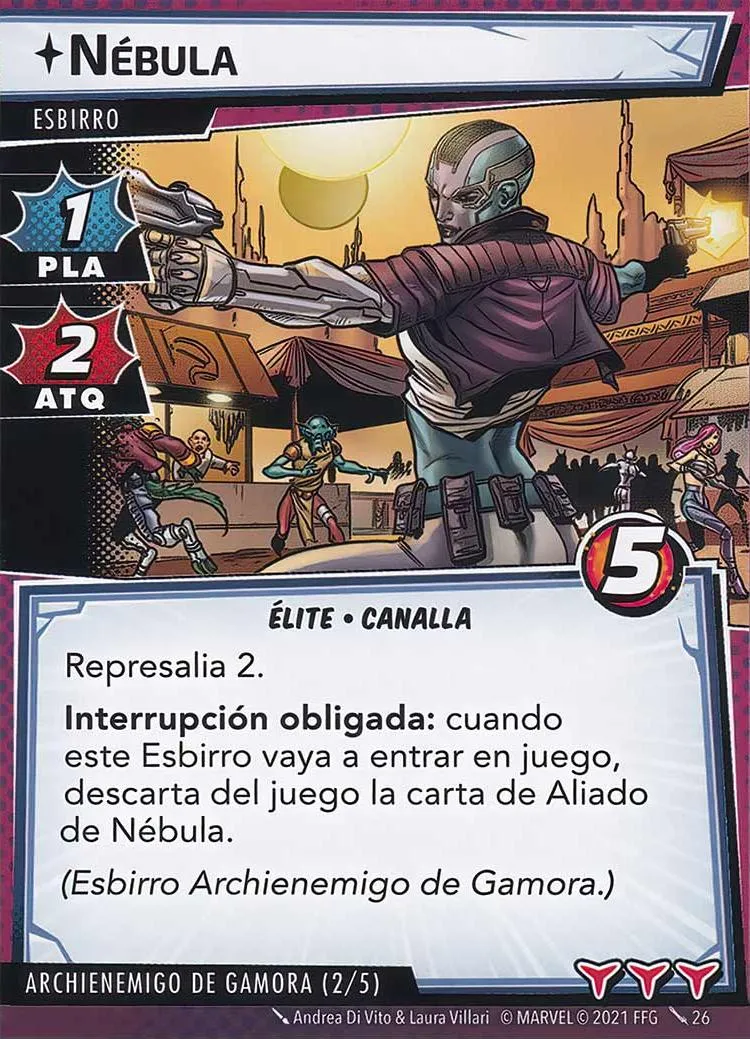 NÉBULA
ESBIRRO
1
PLA
2
ATQ
5
ÉLITE • CANALLA
Represalia 2.
Interrupción obligada: cuando
este Esbirro vaya a entrar en juego,
descarta del juego la carta de Aliado
de Nébula.
(Esbirro Archienemigo de Gamora.)
ARCHIENEMIGO DE GAMORA (2/5)
Andrea Di Vito & Laura Villari © MARVEL © 2021 FFG 26